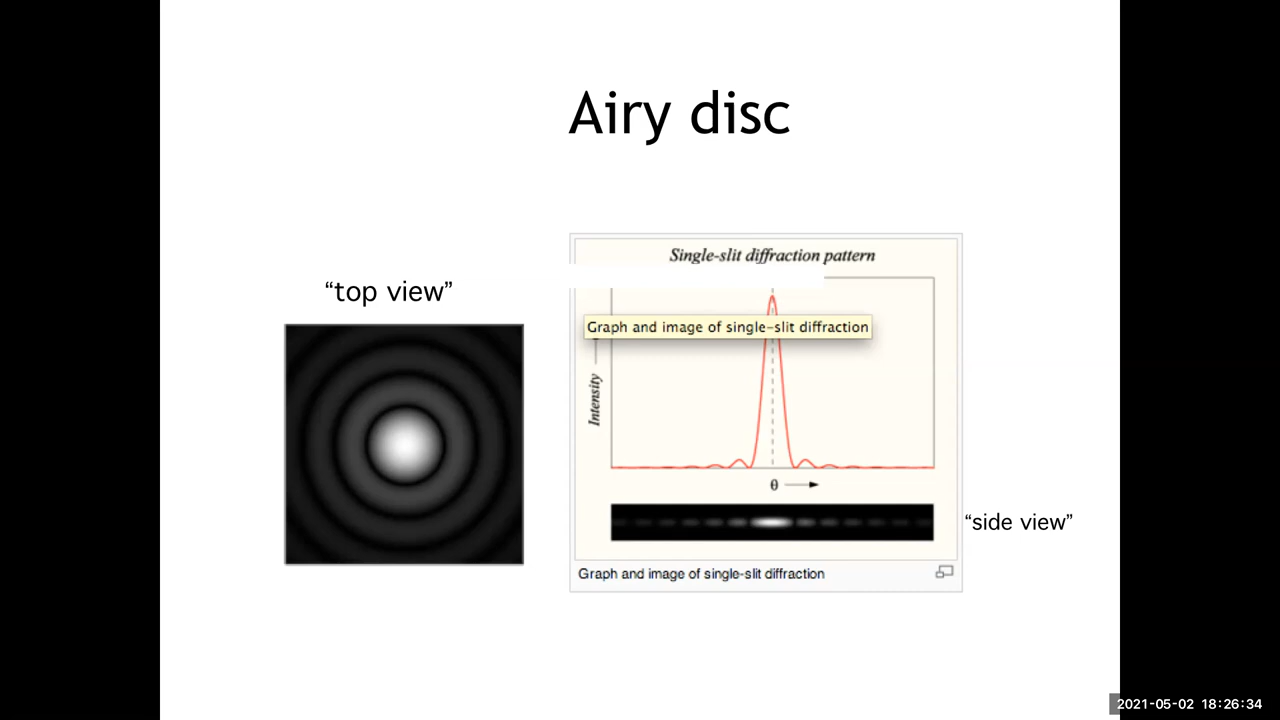 Airy disc
“top view”
Single-slit diffraction pattern
Graph and image of single-slit diffraction
Intensity
θ
“side view”
Graph and image of single-slit diffraction
2021-05-02 18:26:34